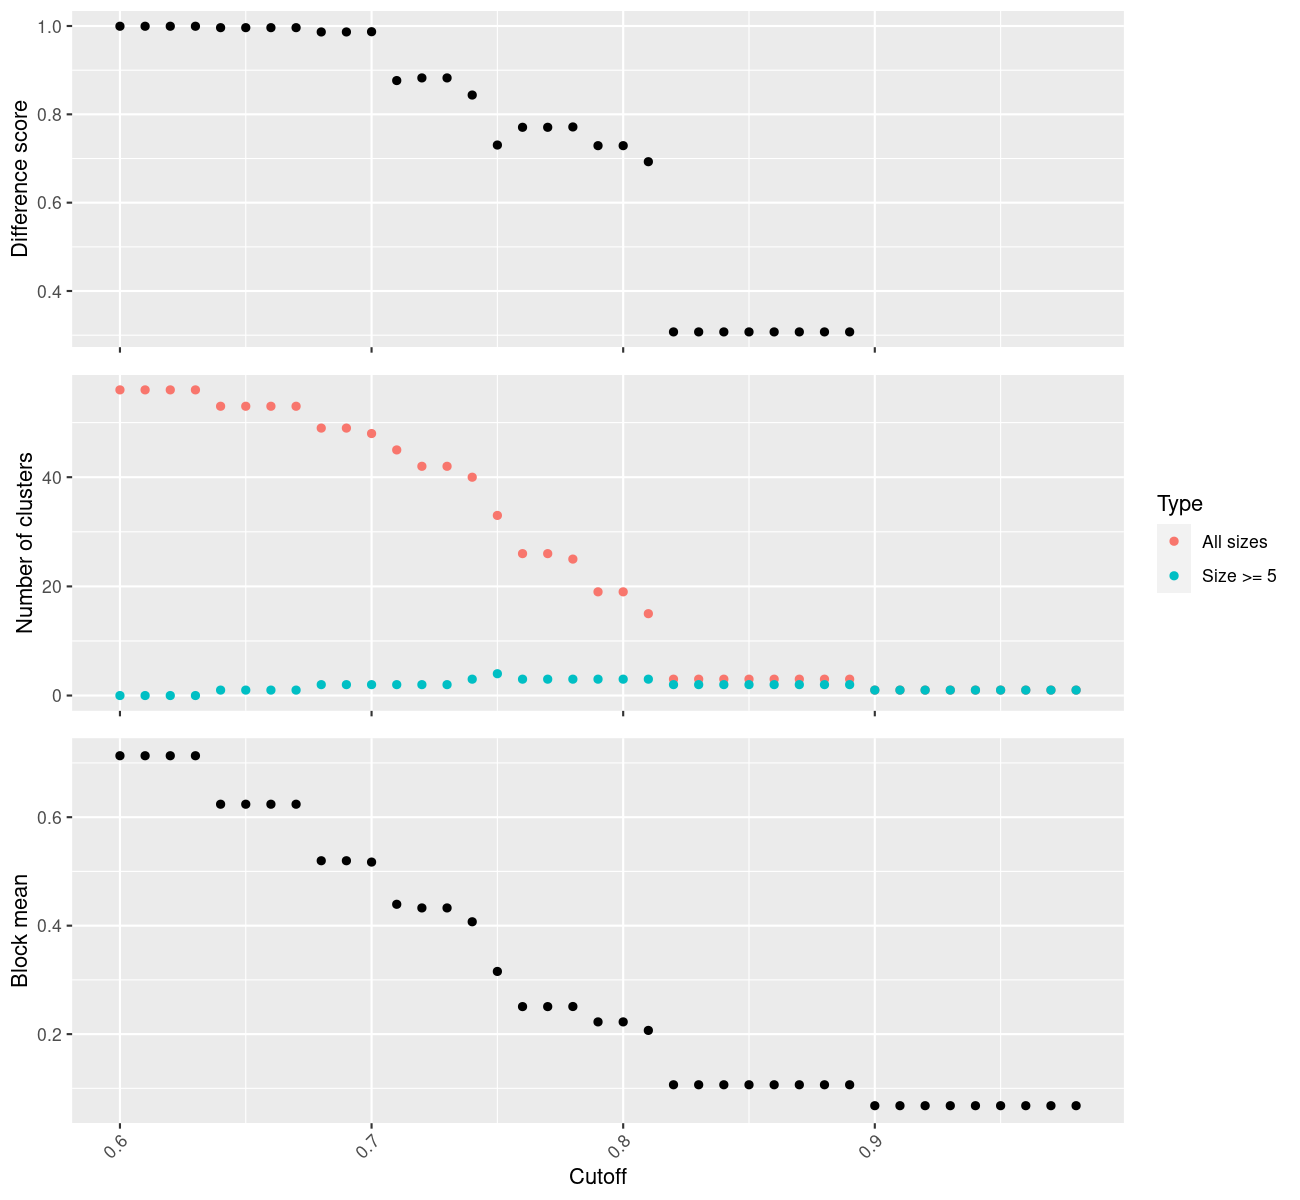 Difference score
1.0
0.8
0.6
0.4
Number of clusters
40
20
0
Type
All sizes
Size >= 5
Block mean
0.6
0.4
0.2
0.6
0.7
0.8
0.9
Cutoff